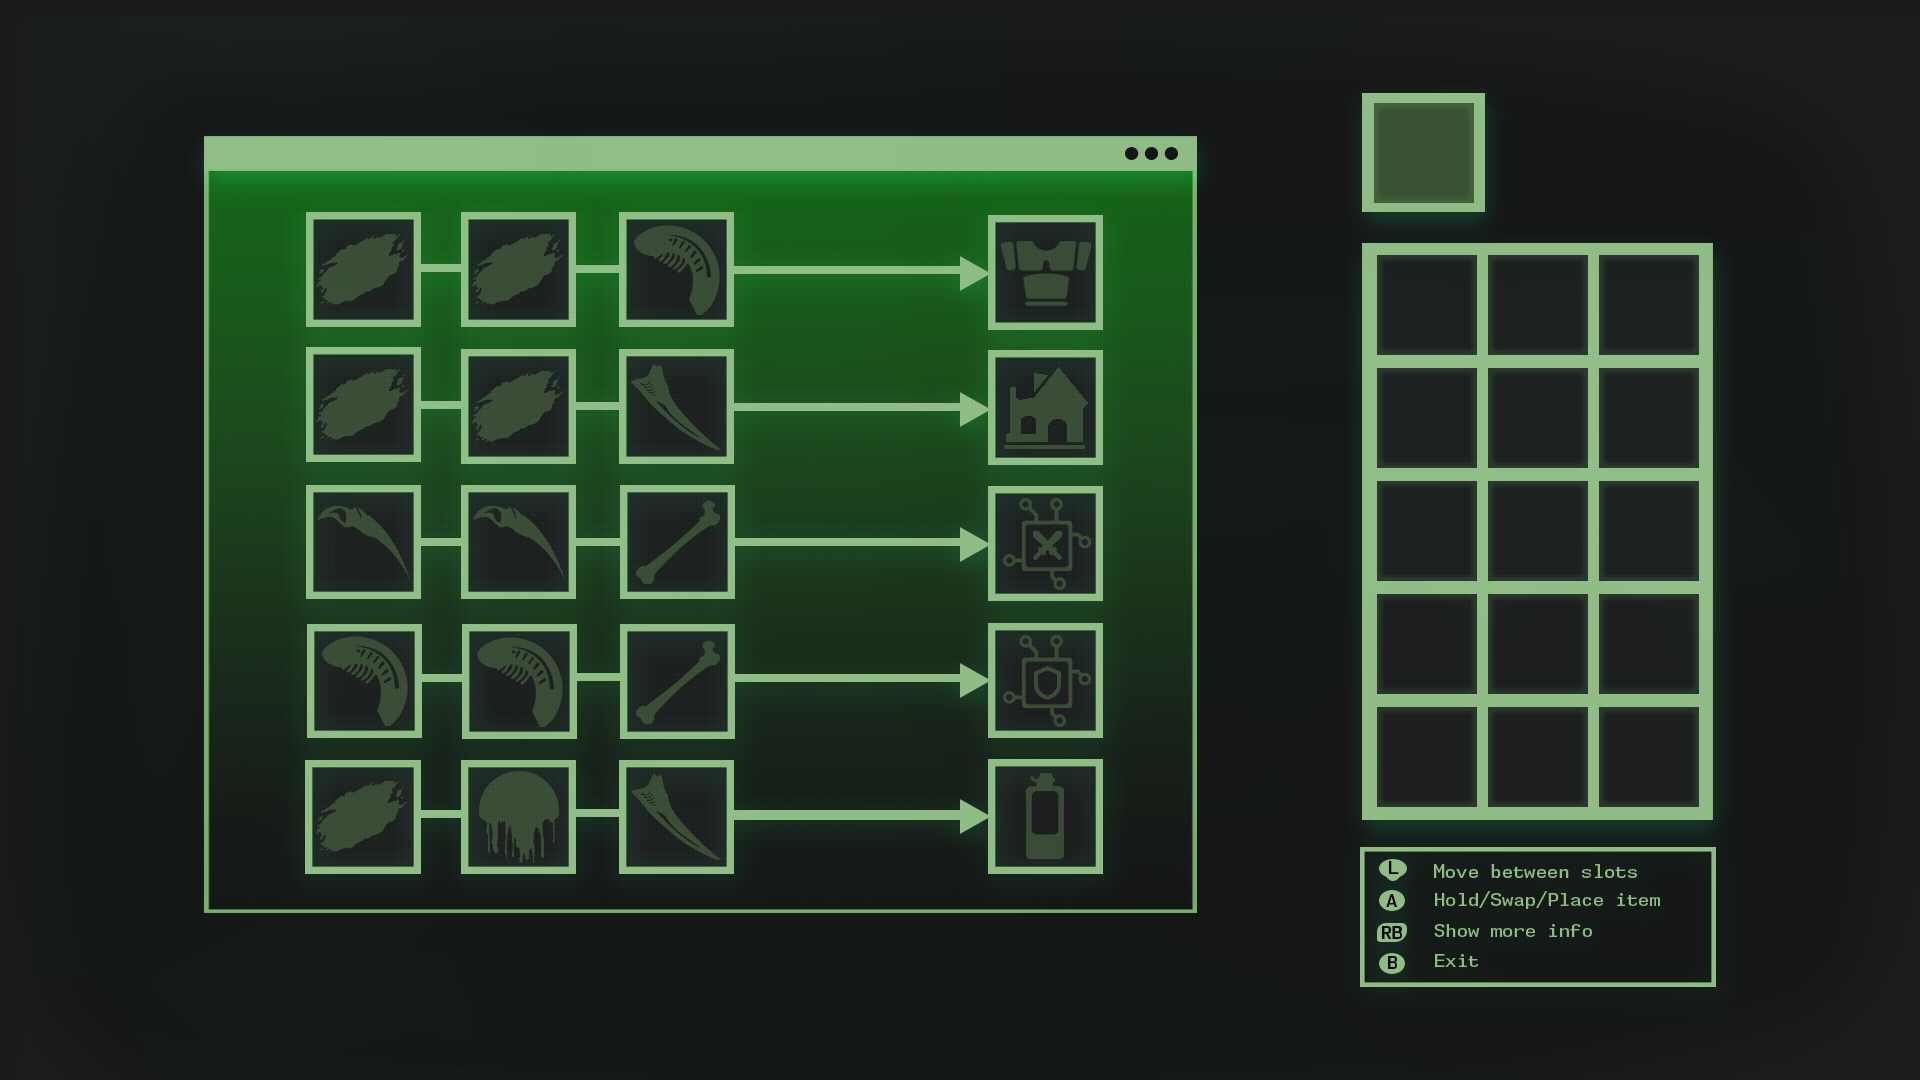 L Move between slots
A Hold/Swap/Place item
RB Show more info
B Exit